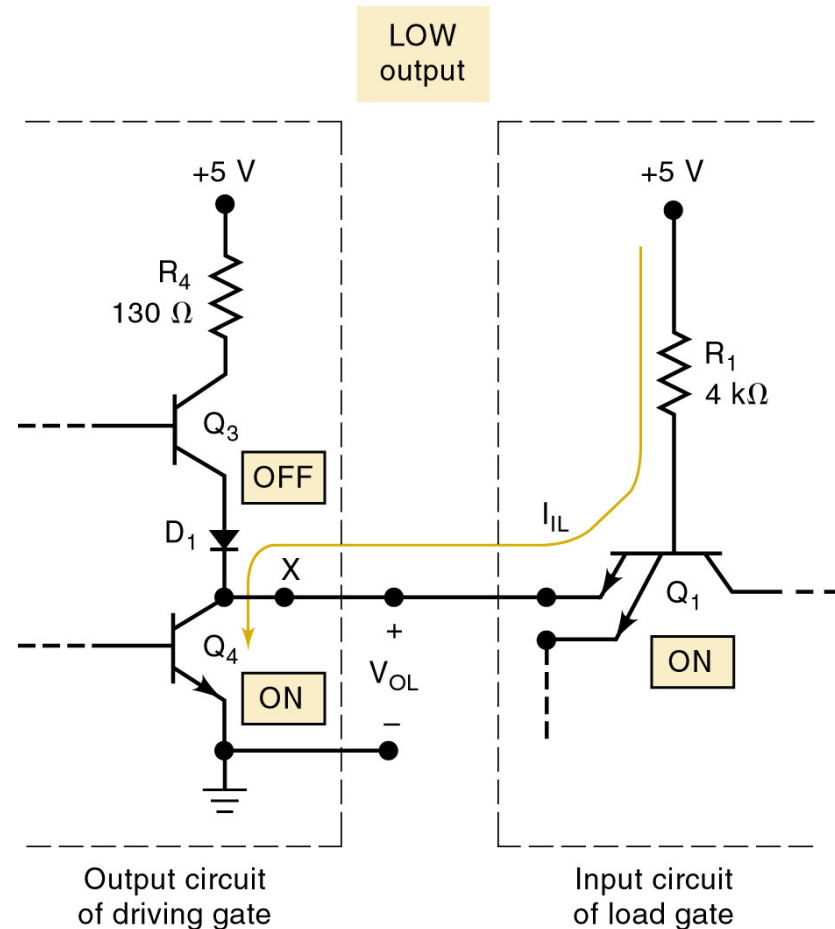 LOW
output
+5 V
R4
130 Ω
Q3
OFF
D1
X
Q4
ON
+
VOL
–
+5 V
R1
4 kΩ
IIL
Q1
ON
Output circuit
of driving gate
Input circuit
of load gate